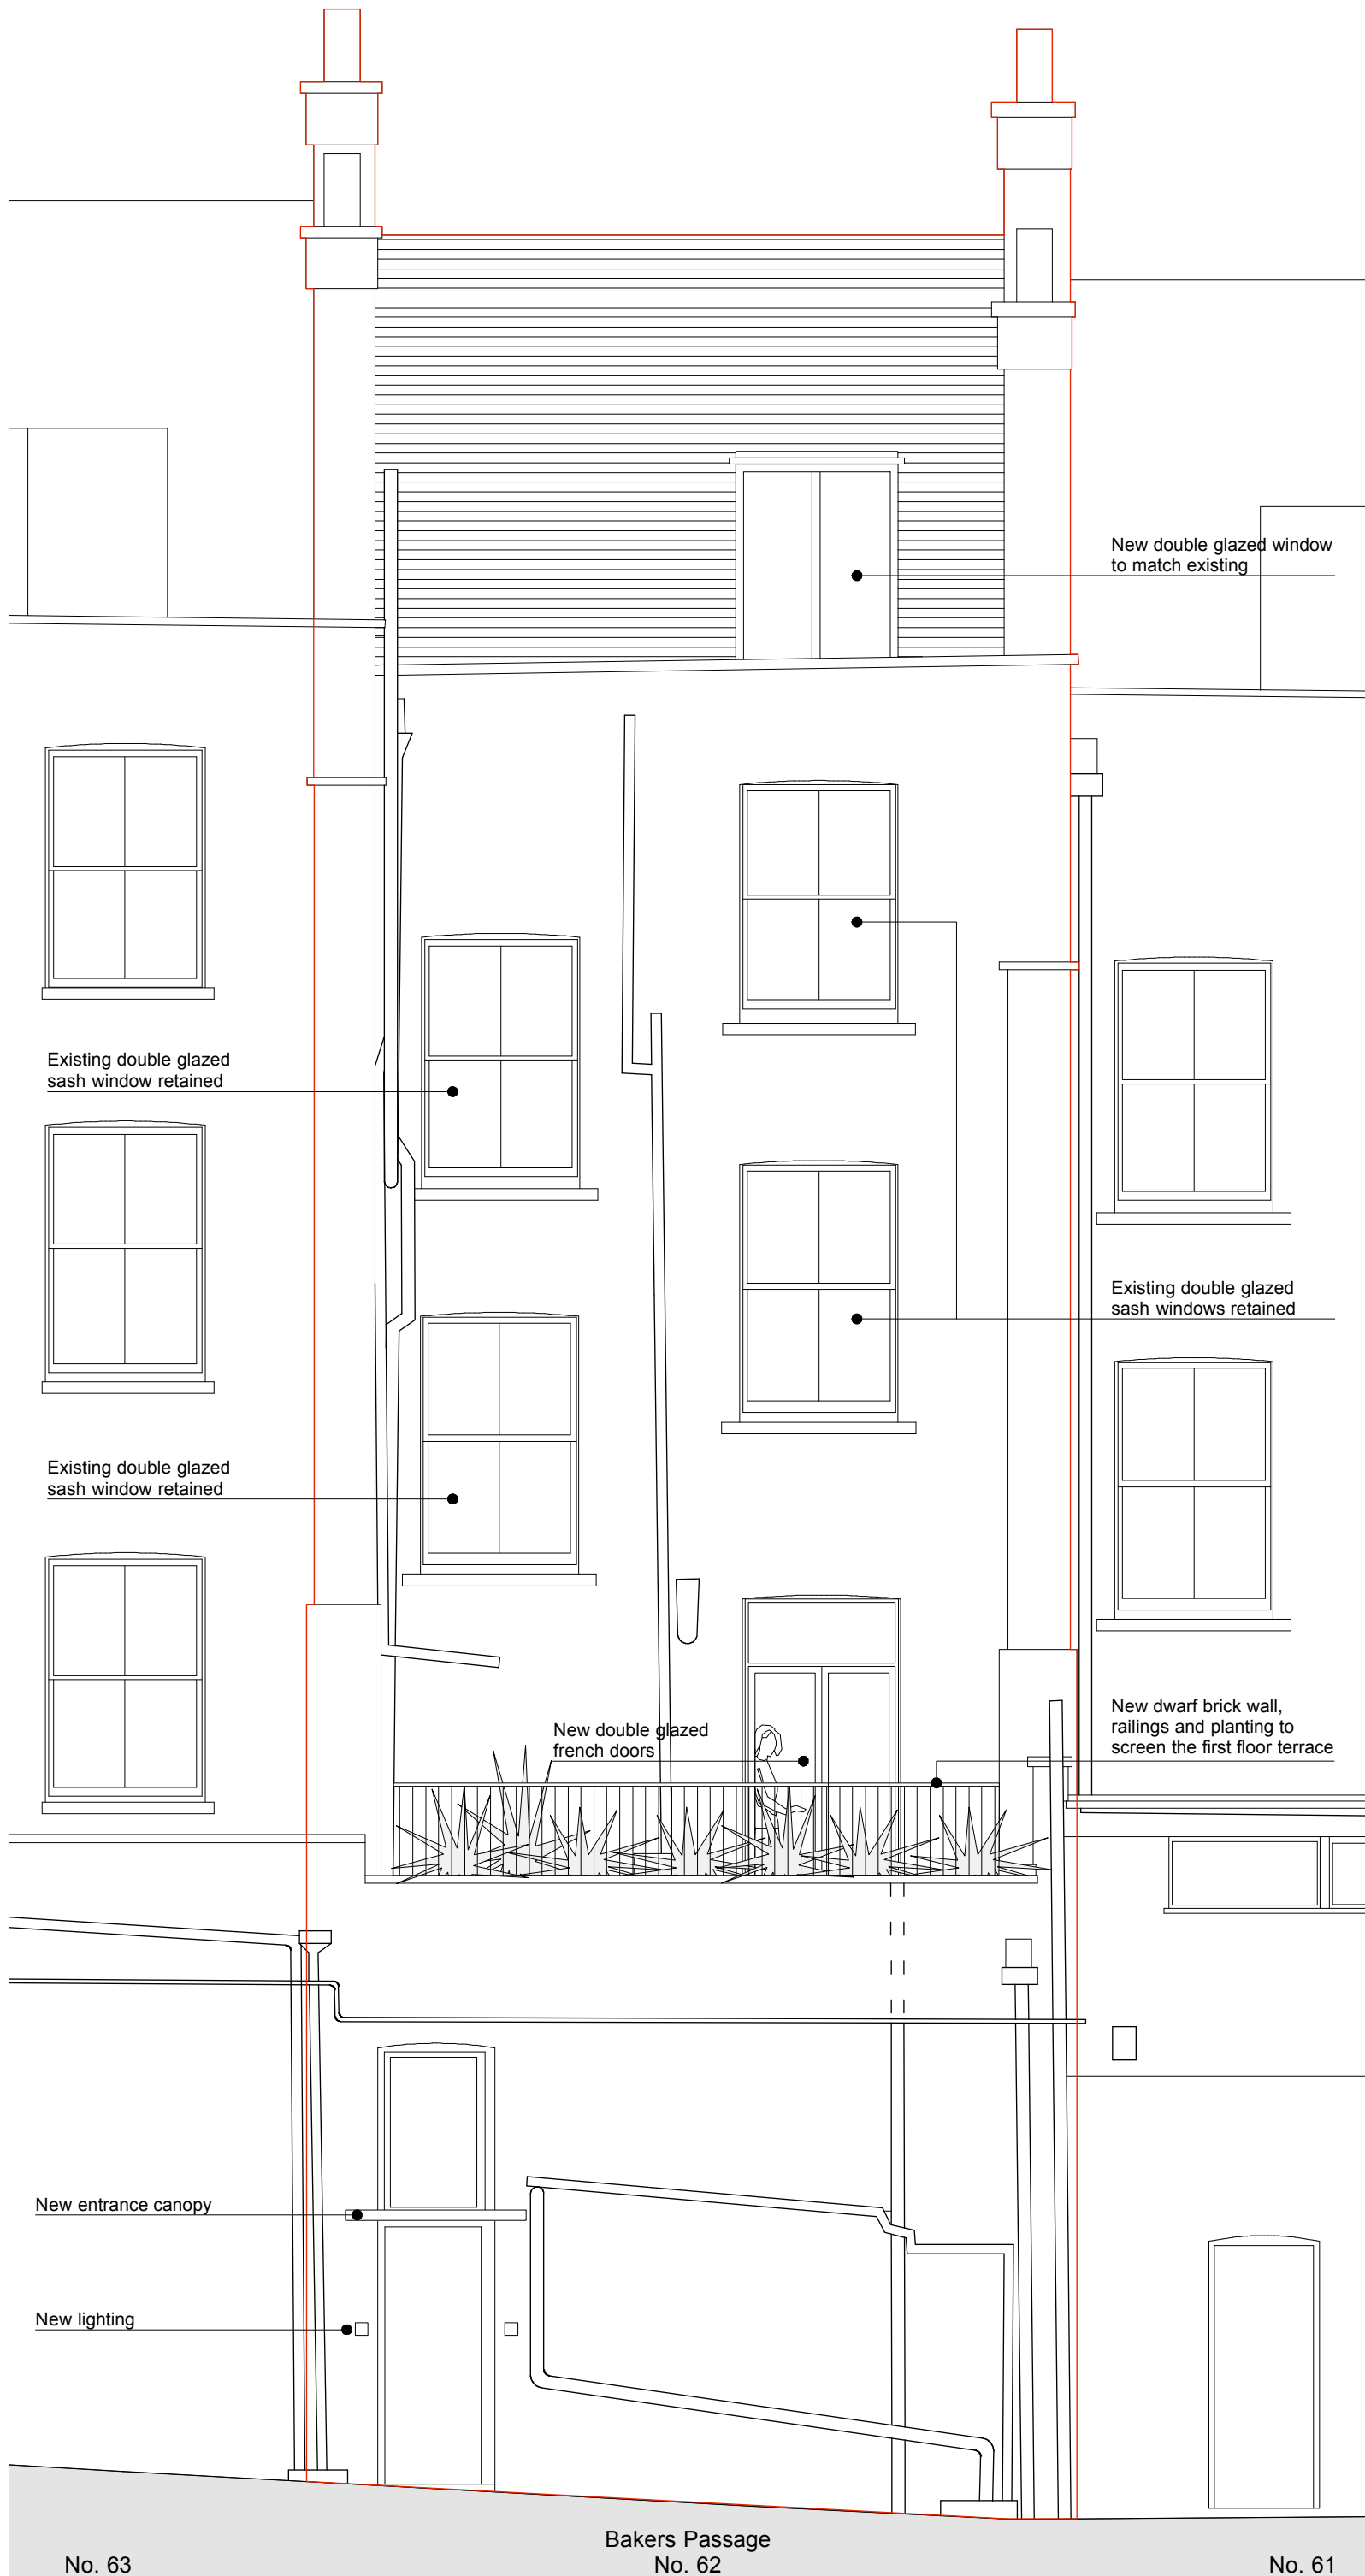 New double glazed window
to match existing
Existing double glazed
sash window retained
Existing double glazed
sash windows retained
Existing double glazed
sash window retained
New double glazed
french doors
New dwarf brick wall,
railings and planting to
screen the first floor terrace
New entrance canopy
New lighting
Bakers Passage
No. 63
No. 62
No. 61